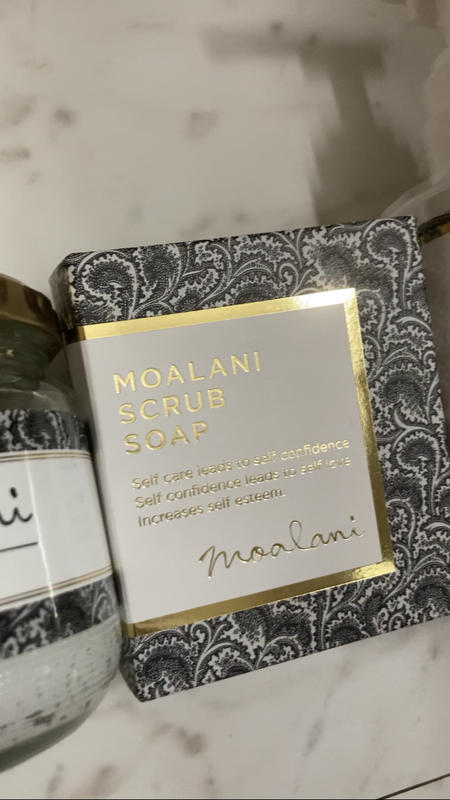 MOALANI
SCRUB
SOAP
Self care leads to self confidence
Self confidence leads to self love
Increases self esteem.
moalani